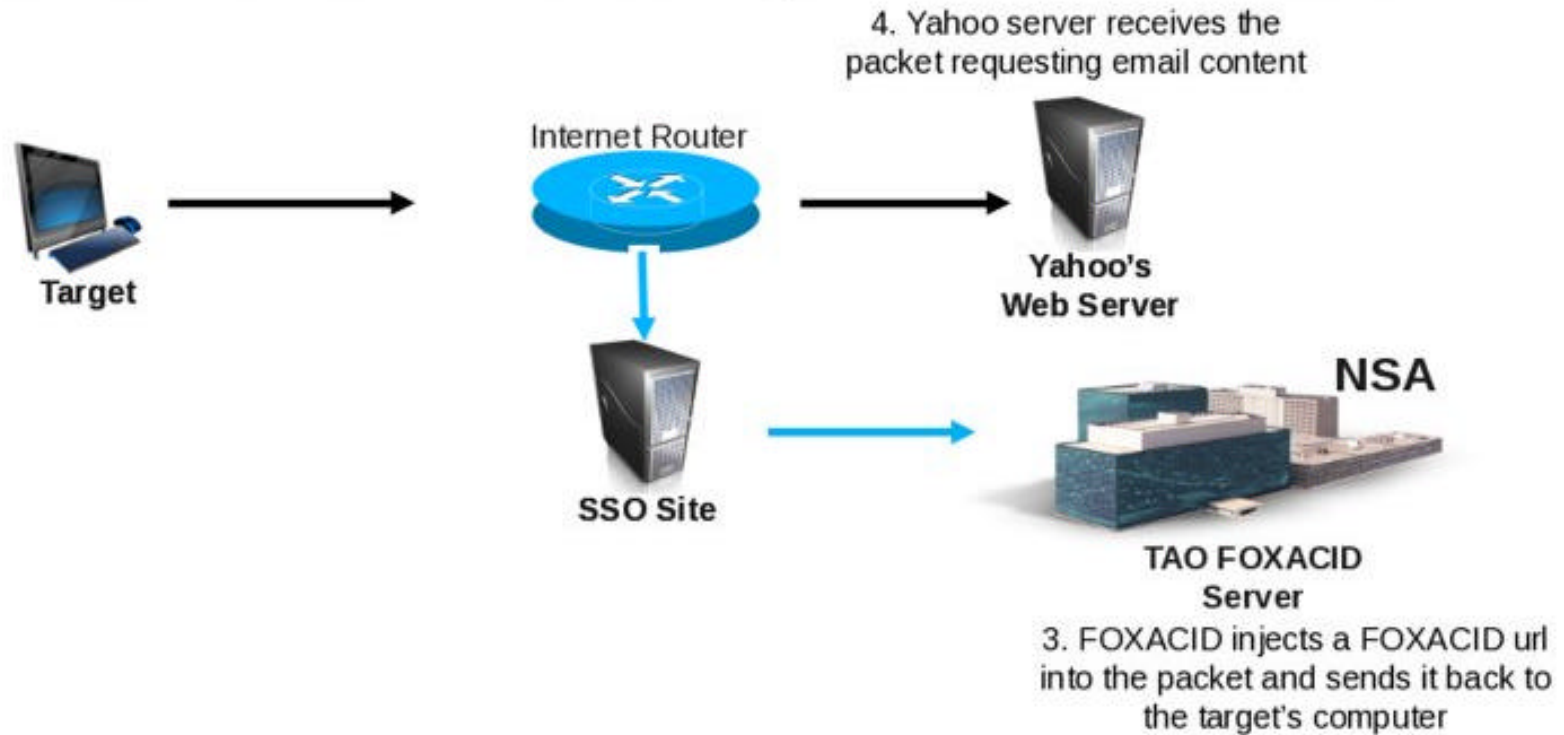 4. Yahoo server receives the
packet requesting email content
Internet Router
Target
Yahoo's
Web Server
NSA
SSO Site
TAO FOXACID
Server
3. FOXACID injects a FOXACID url
into the packet and sends it back to
the target's computer